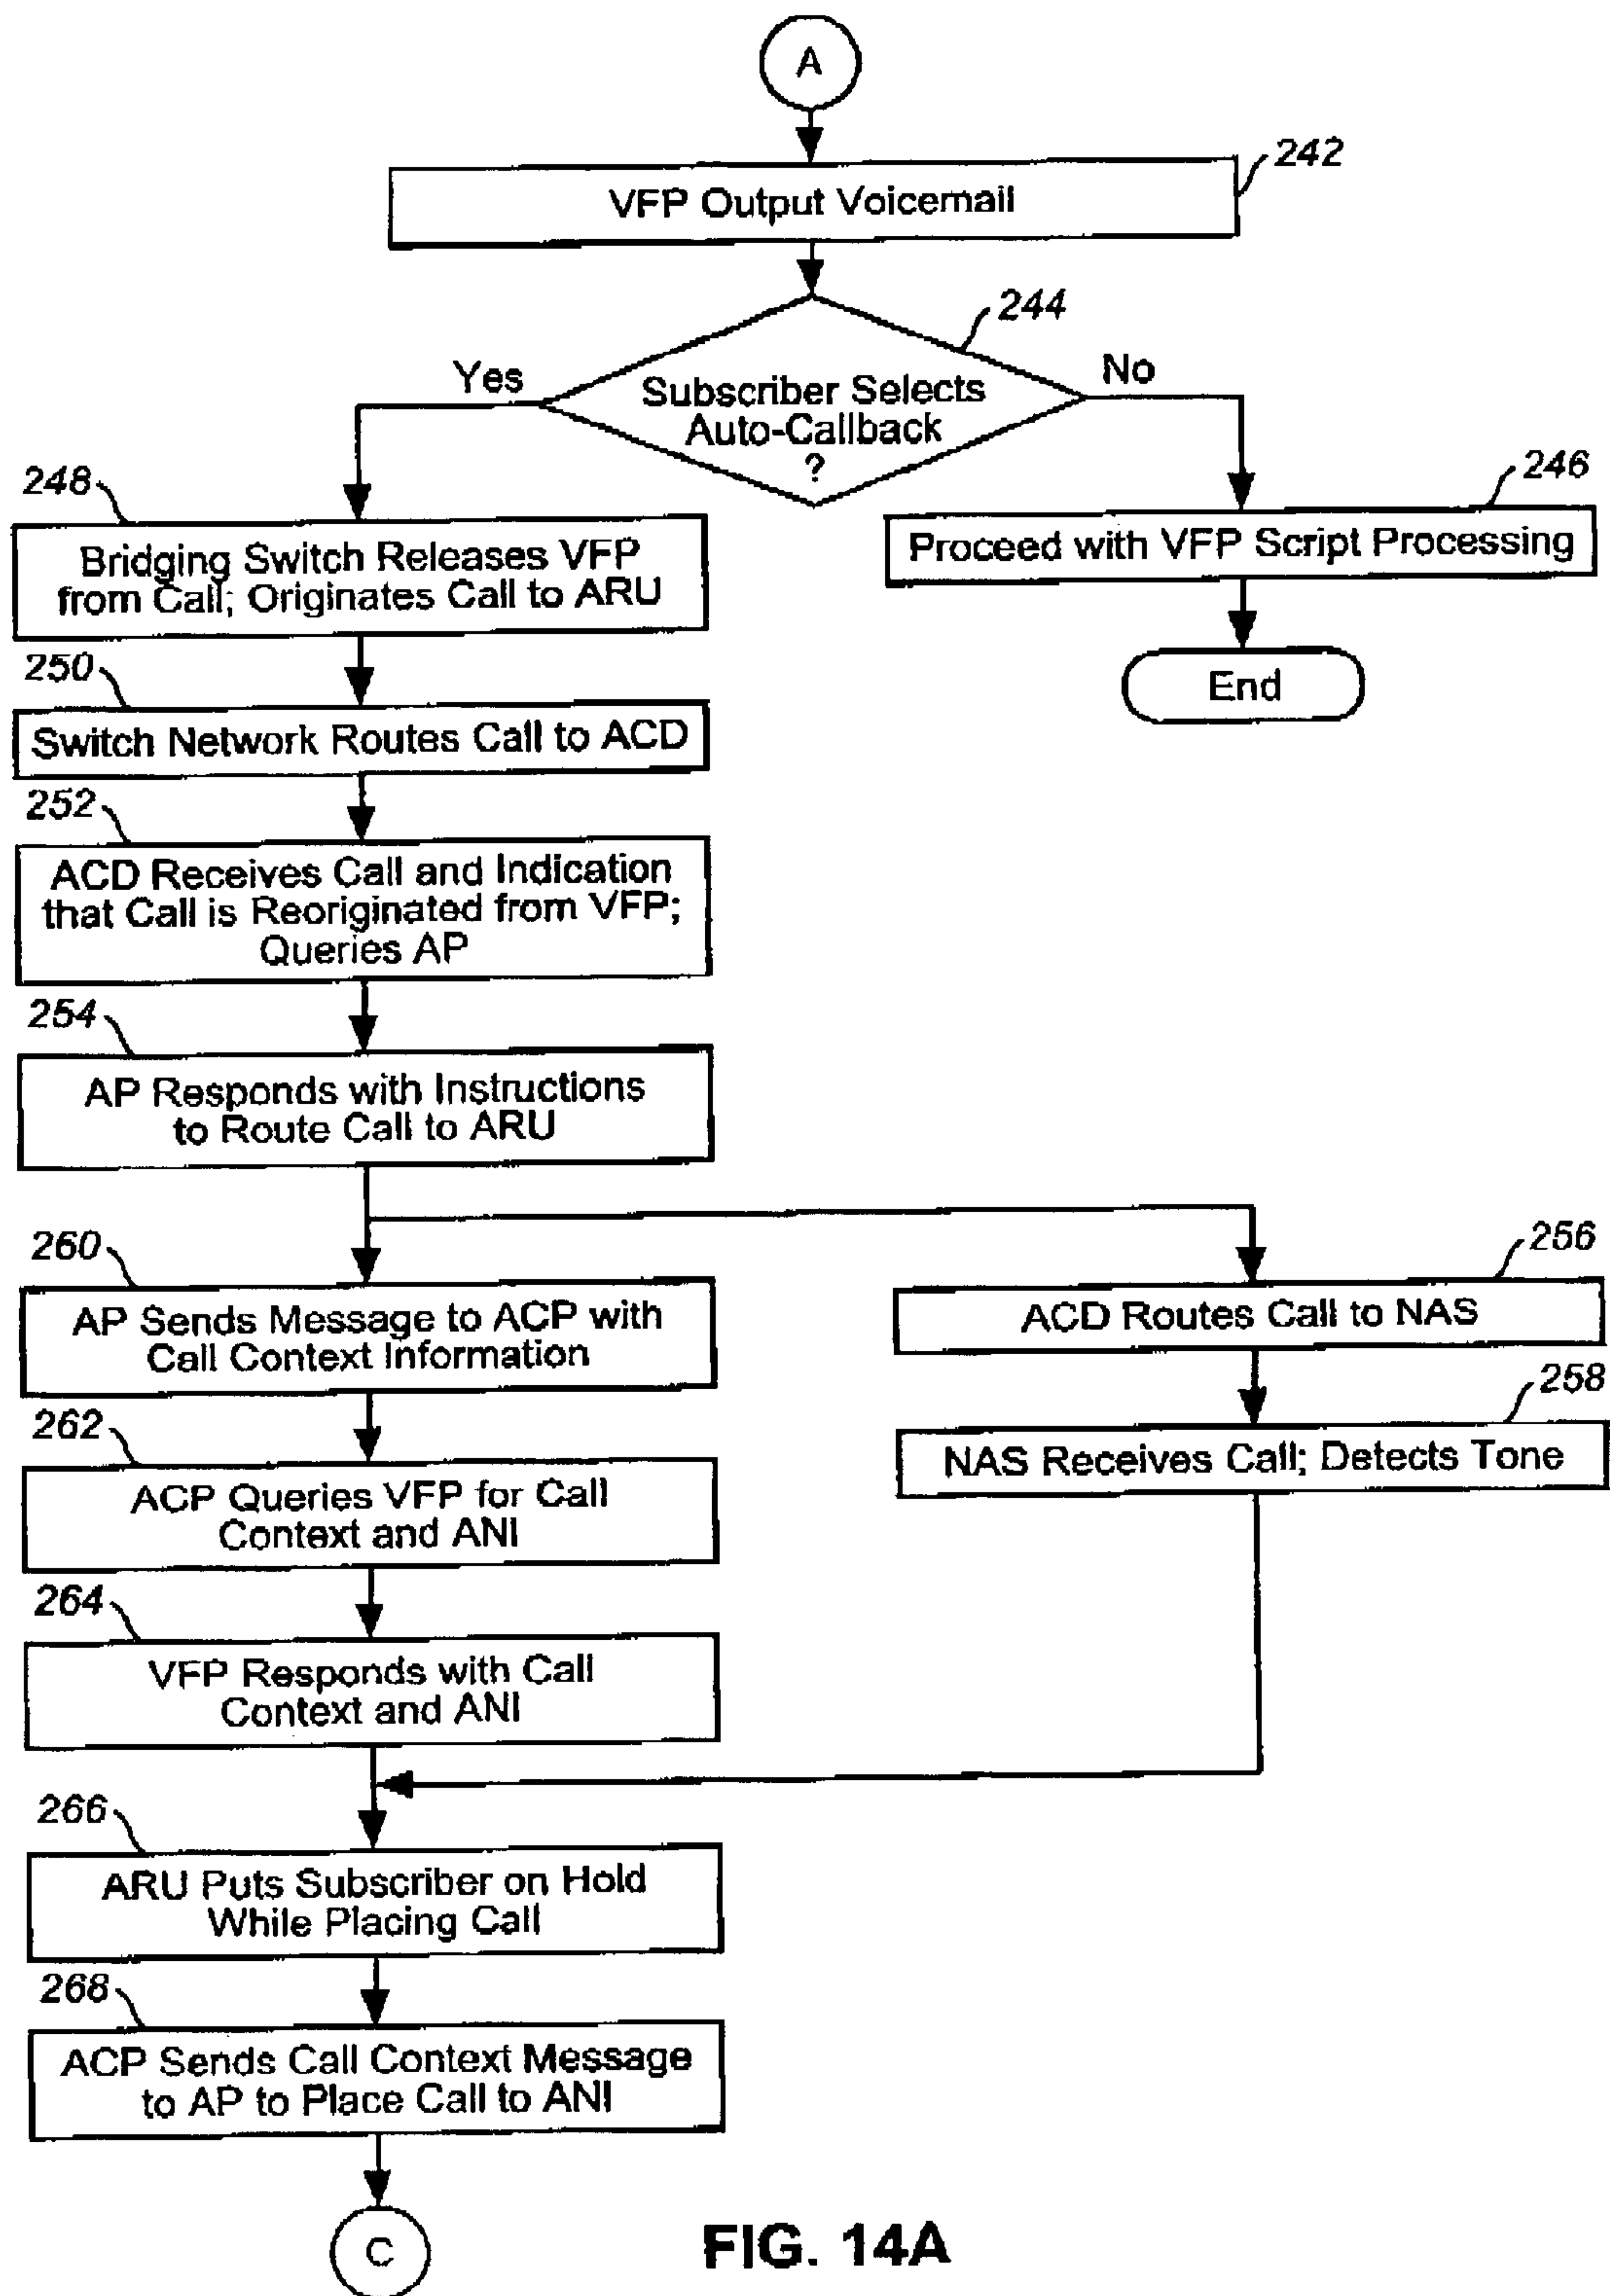 A
242
VFP Output Voicemail
244
Yes
No
Subscriber Selects
Auto-Callback
?
248
Bridging Switch Releases VFP
from Call; Originates Call to ARU
246
Proceed with VFP Script Processing
End
250
Switch Network Routes Call to ACD
252
ACD Receives Call and Indication
that Call is Reoriginated from VFP;
Queries AP
254
AP Responds with Instructions
to Route Call to ARU
260
AP Sends Message to ACP with
Call Context Information
256
ACD Routes Call to NAS
258
NAS Receives Call; Detects Tone
262
ACP Queries VFP for Call
Context and ANI
264
VFP Responds with Call
Context and ANI
266
ARU Puts Subscriber on Hold
While Placing Call
268
ACP Sends Call Context Message
to AP to Place Call to ANI
C
FIG. 14A